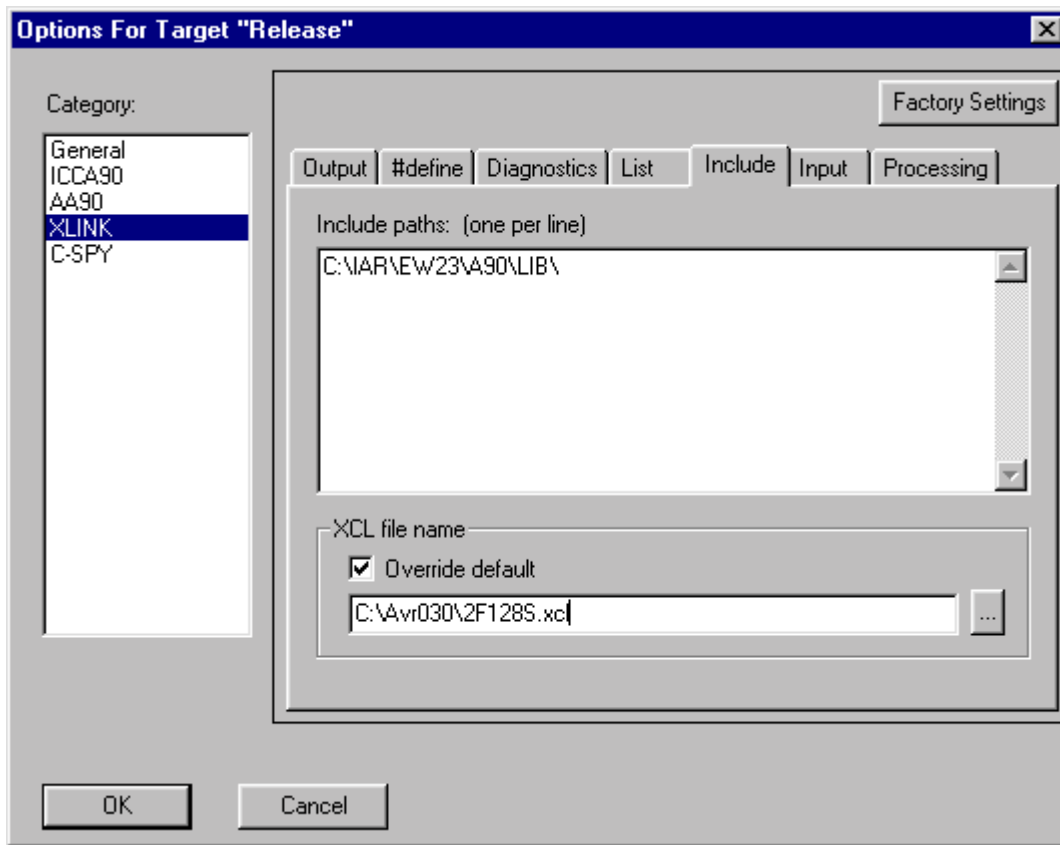 Options For Target "Release"
Category:
General
ICCA90
AA90
XLINK
C-SPY
Factory Settings
Output
#define
Diagnostics
List
Include
Input
Processing
Include paths: (one per line)
C:\IAR\EW23\A90\LIB\
XCL file name
Override default
C:\Avr030\2F128S.xcl
...
OK
Cancel